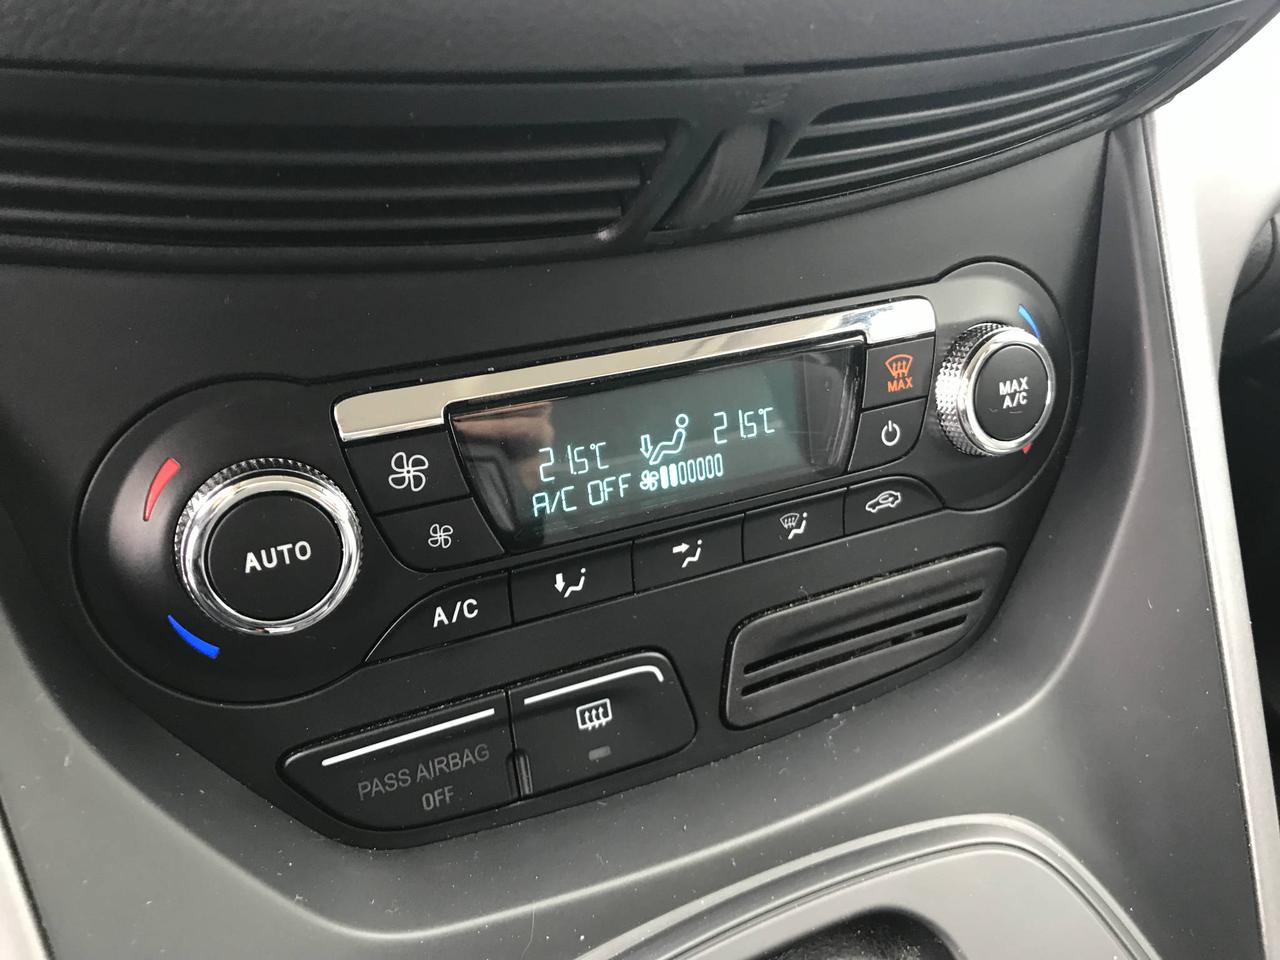 MAX
MAX
A/C
21.5°C 21.5°C
A/C OFF
AUTO
A/C
PASS AIRBAG
OFF